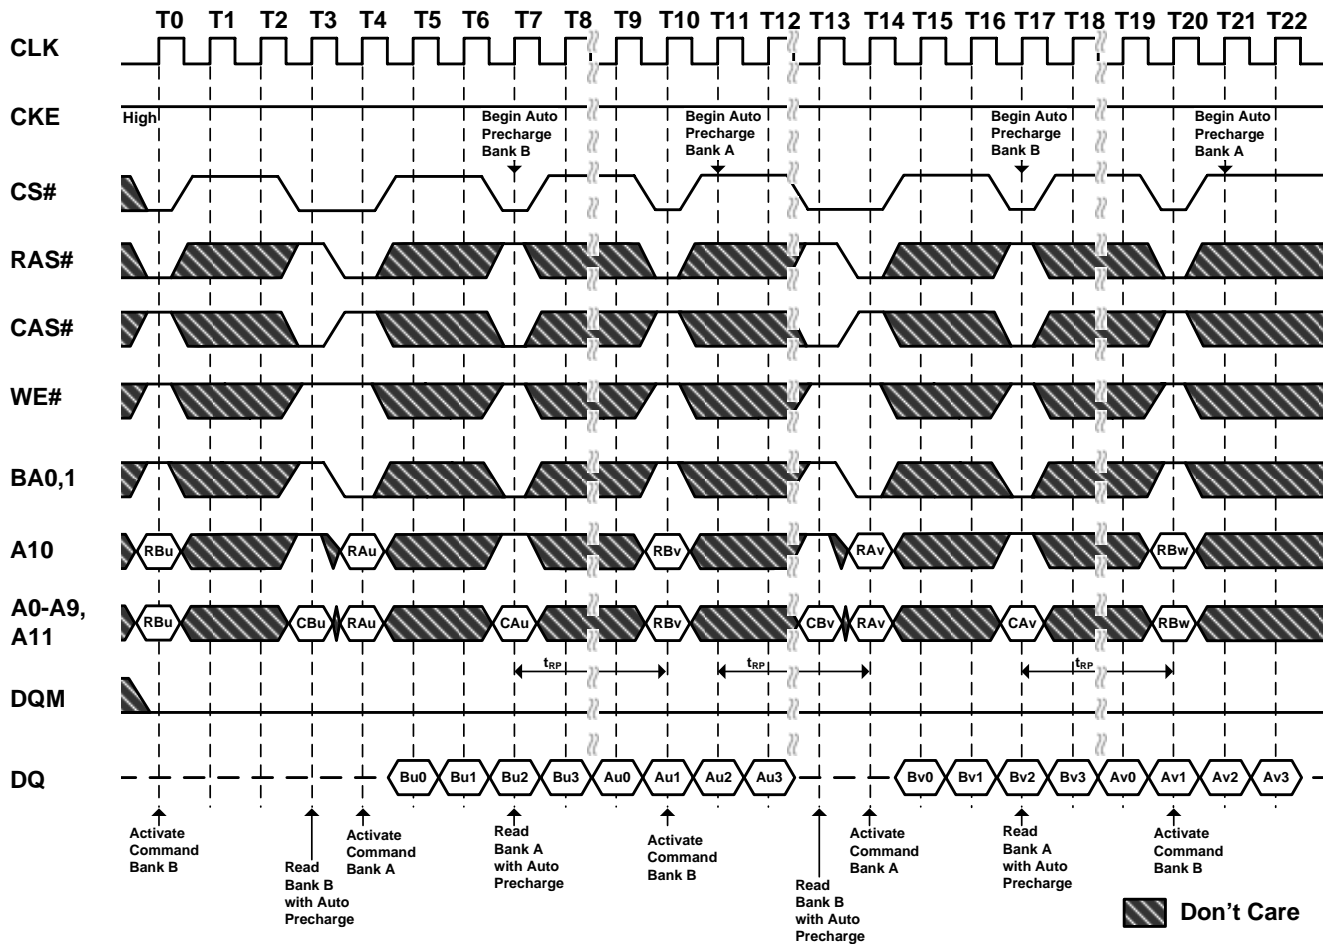 T0 T1 T2 T3 T4 T5 T6 T7 T8 T9 T10 T11 T12 T13 T14 T15 T16 T17 T18 T19 T20 T21 T22
CLK
CKE
High
Begin Auto
Precharge
Bank B
Begin Auto
Precharge
Bank A
Begin Auto
Precharge
Bank B
Begin Auto
Precharge
Bank A
CS#
RAS#
CAS#
WE#
BA0,1
A10
RBu RAu RBv RAv RBw
A0-A9,
A11
RBu CBu RAu CAu RBv CBv RAv CAv RBw
tRP tRP tRP
DQM
DQ
Bu0 Bu1 Bu2 Bu3 Au0 Au1 Au2 Au3 Bv0 Bv1 Bv2 Bv3 Av0 Av1 Av2 Av3
Activate
Command
Bank B
Read
Bank B
with Auto
Precharge
Activate
Command
Bank A
Read
Bank A
with Auto
Precharge
Activate
Command
Bank B
Read
Bank B
with Auto
Precharge
Activate
Command
Bank A
Read
Bank A
with Auto
Precharge
Activate
Command
Bank B
Don't Care